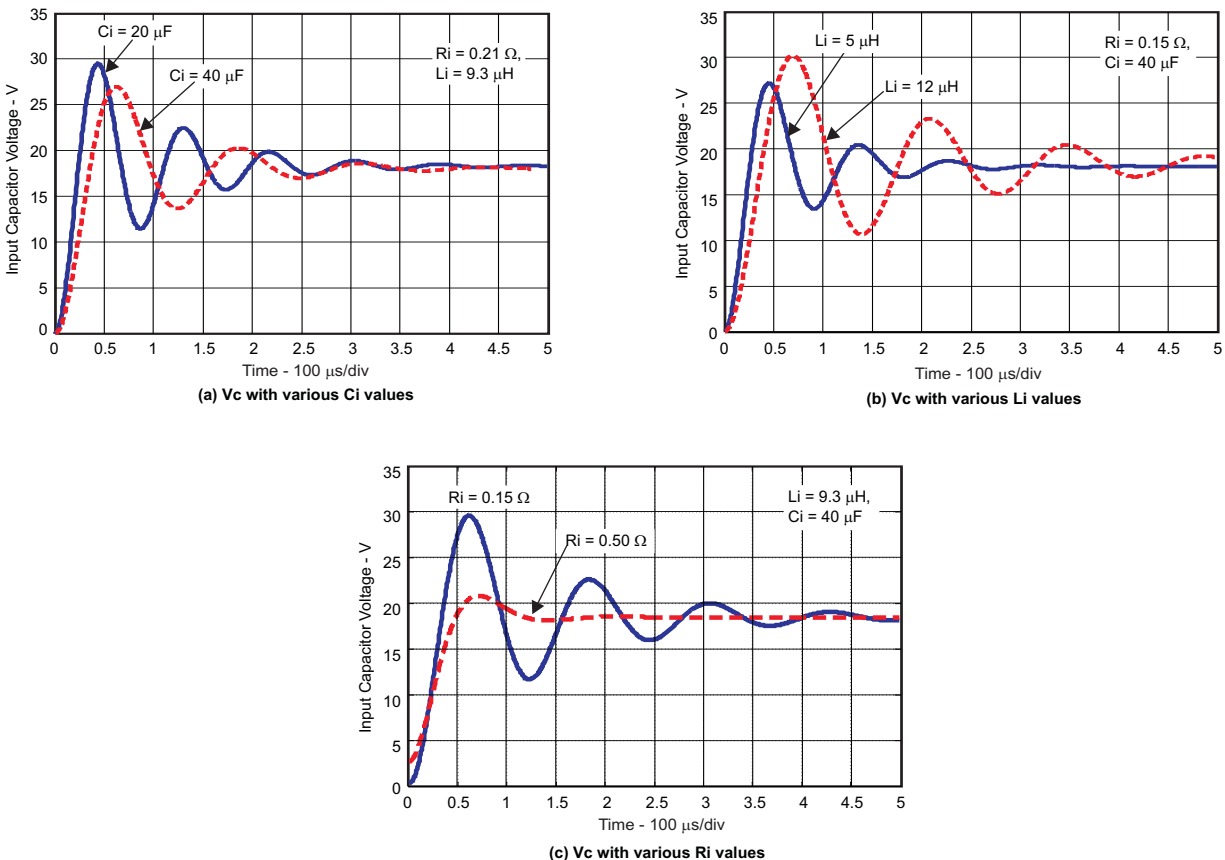 35
30
25
20
15
10
5
0
Input Capacitor Voltage - V
Ci = 20 μF
Ci = 40 μF
Ri = 0.21 Ω,
Li = 9.3 μH
0 0.5 1 1.5 2 2.5 3 3.5 4 4.5 5
Time - 100 μs/div
(a) Vc with various Ci values
35
30
25
20
15
10
5
0
Input Capacitor Voltage - V
Li = 5 μH
Li = 12 μH
Ri = 0.15 Ω,
Ci = 40 μF
0 0.5 1 1.5 2 2.5 3 3.5 4 4.5 5
Time - 100 μs/div
(b) Vc with various Li values
35
30
25
20
15
10
5
0
Input Capacitor Voltage - V
Ri = 0.15 Ω
Ri = 0.50 Ω
Li = 9.3 μH,
Ci = 40 μF
0 0.5 1 1.5 2 2.5 3 3.5 4 4.5 5
Time - 100 μs/div
(c) Vc with various Ri values